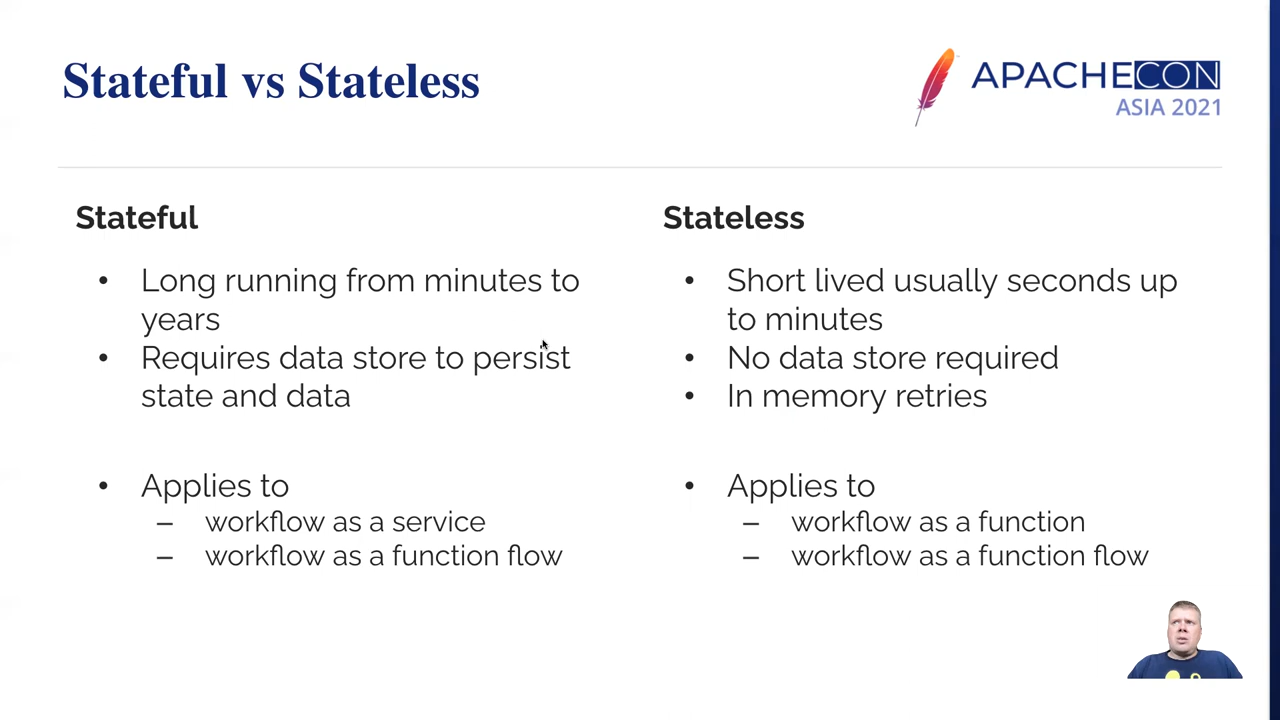 Stateful vs Stateless
APACHECON
ASIA 2021
Stateful
• Long running from minutes to
years
• Requires data store to persist
state and data
• Applies to
– workflow as a service
– workflow as a function flow
Stateless
• Short lived usually seconds up
to minutes
• No data store required
• In memory retries
• Applies to
– workflow as a function
– workflow as a function flow